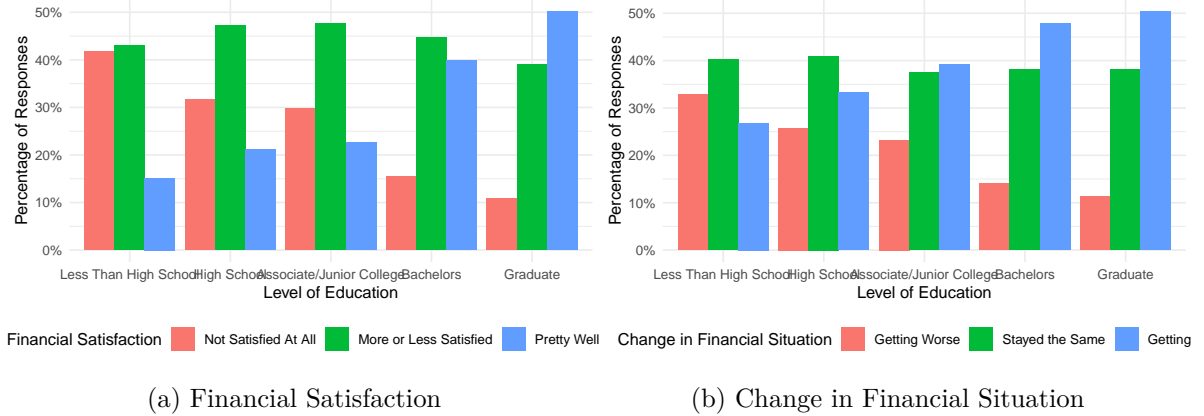 50%
40%
30%
20%
10%
0%
Percentage of Responses
Less Than High School High School Associate/Junior College Bachelors Graduate
Level of Education
Financial Satisfaction Not Satisfied At All More or Less Satisfied Pretty Well
(a) Financial Satisfaction
50%
40%
30%
20%
10%
0%
Percentage of Responses
Less Than High School High School Associate/Junior College Bachelors Graduate
Level of Education
Change in Financial Situation Getting Worse Stayed the Same Getting
(b) Change in Financial Situation